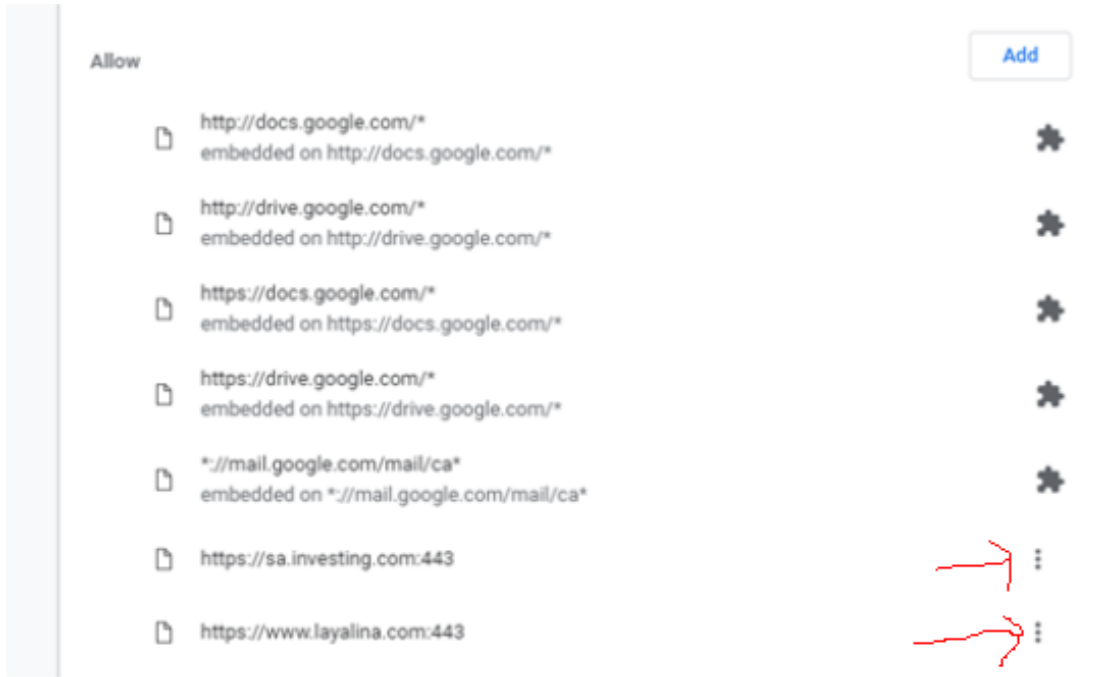 Allow
Add
http://docs.google.com/*
embedded on http://docs.google.com/*
http://drive.google.com/*
embedded on http://drive.google.com/*
https://docs.google.com/*
embedded on https://docs.google.com/*
https://drive.google.com/*
embedded on https://drive.google.com/*
*://mail.google.com/mail/ca*
embedded on *://mail.google.com/mail/ca*
https://sa.investing.com:443
https://www.layalina.com:443